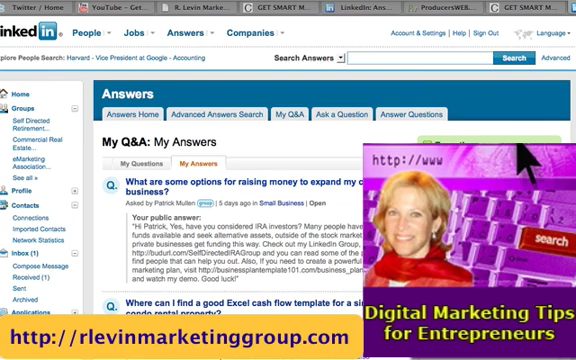 Twitter / Home
YouTube - Get...
R. Levin Marke...
GET SMART M...
LinkedIn: Ans...
ProducersWEB...
GET SMART M...
Linked in
People
Jobs
Answers
Companies
Account & Settings | Help | Sign Out
Language
Explore People Search: Harvard - Vice President at Google - Accounting
Search Answers
Search
Advanced
Home
Groups
Self Directed
Retirement...
Commercial Real
Estate...
eMarketing
Association...
See all »
Profile
Contacts
Connections
Imported Contacts
Network Statistics
Inbox (1)
Compose Message
Received (1)
Sent
Archived
Answers
Answers Home
Advanced Answers Search
My Q&A
Ask a Question
Answer Questions
My Q&A: My Answers
My Questions
My Answers
Q. What are some options for raising money to expand my c
business?
Asked by Patrick Mullen group | 5 days ago in Small Business | Open
Your public answer:
"Hi Patrick, Yes, have you considered IRA investors? Many people have
funds available and seek alternative assets, outside of the stock mark
private businesses get funding this way. Check out my LinkedIn Group,
http://budurl.com/SelfDirectedIRAGroup and you can read some of the
find people that can help you out. Also, If you need to create a powerful
marketing plan, visit http://businessplantemplate101.com/business_plan
and watch my demo. Good luck!"
Q. Where can I find a good Excel cash flow template for a si
condo rental property?
http://www
search
Digital Marketing Tips
for Entrepreneurs
http://rlevinmarketinggroup.com